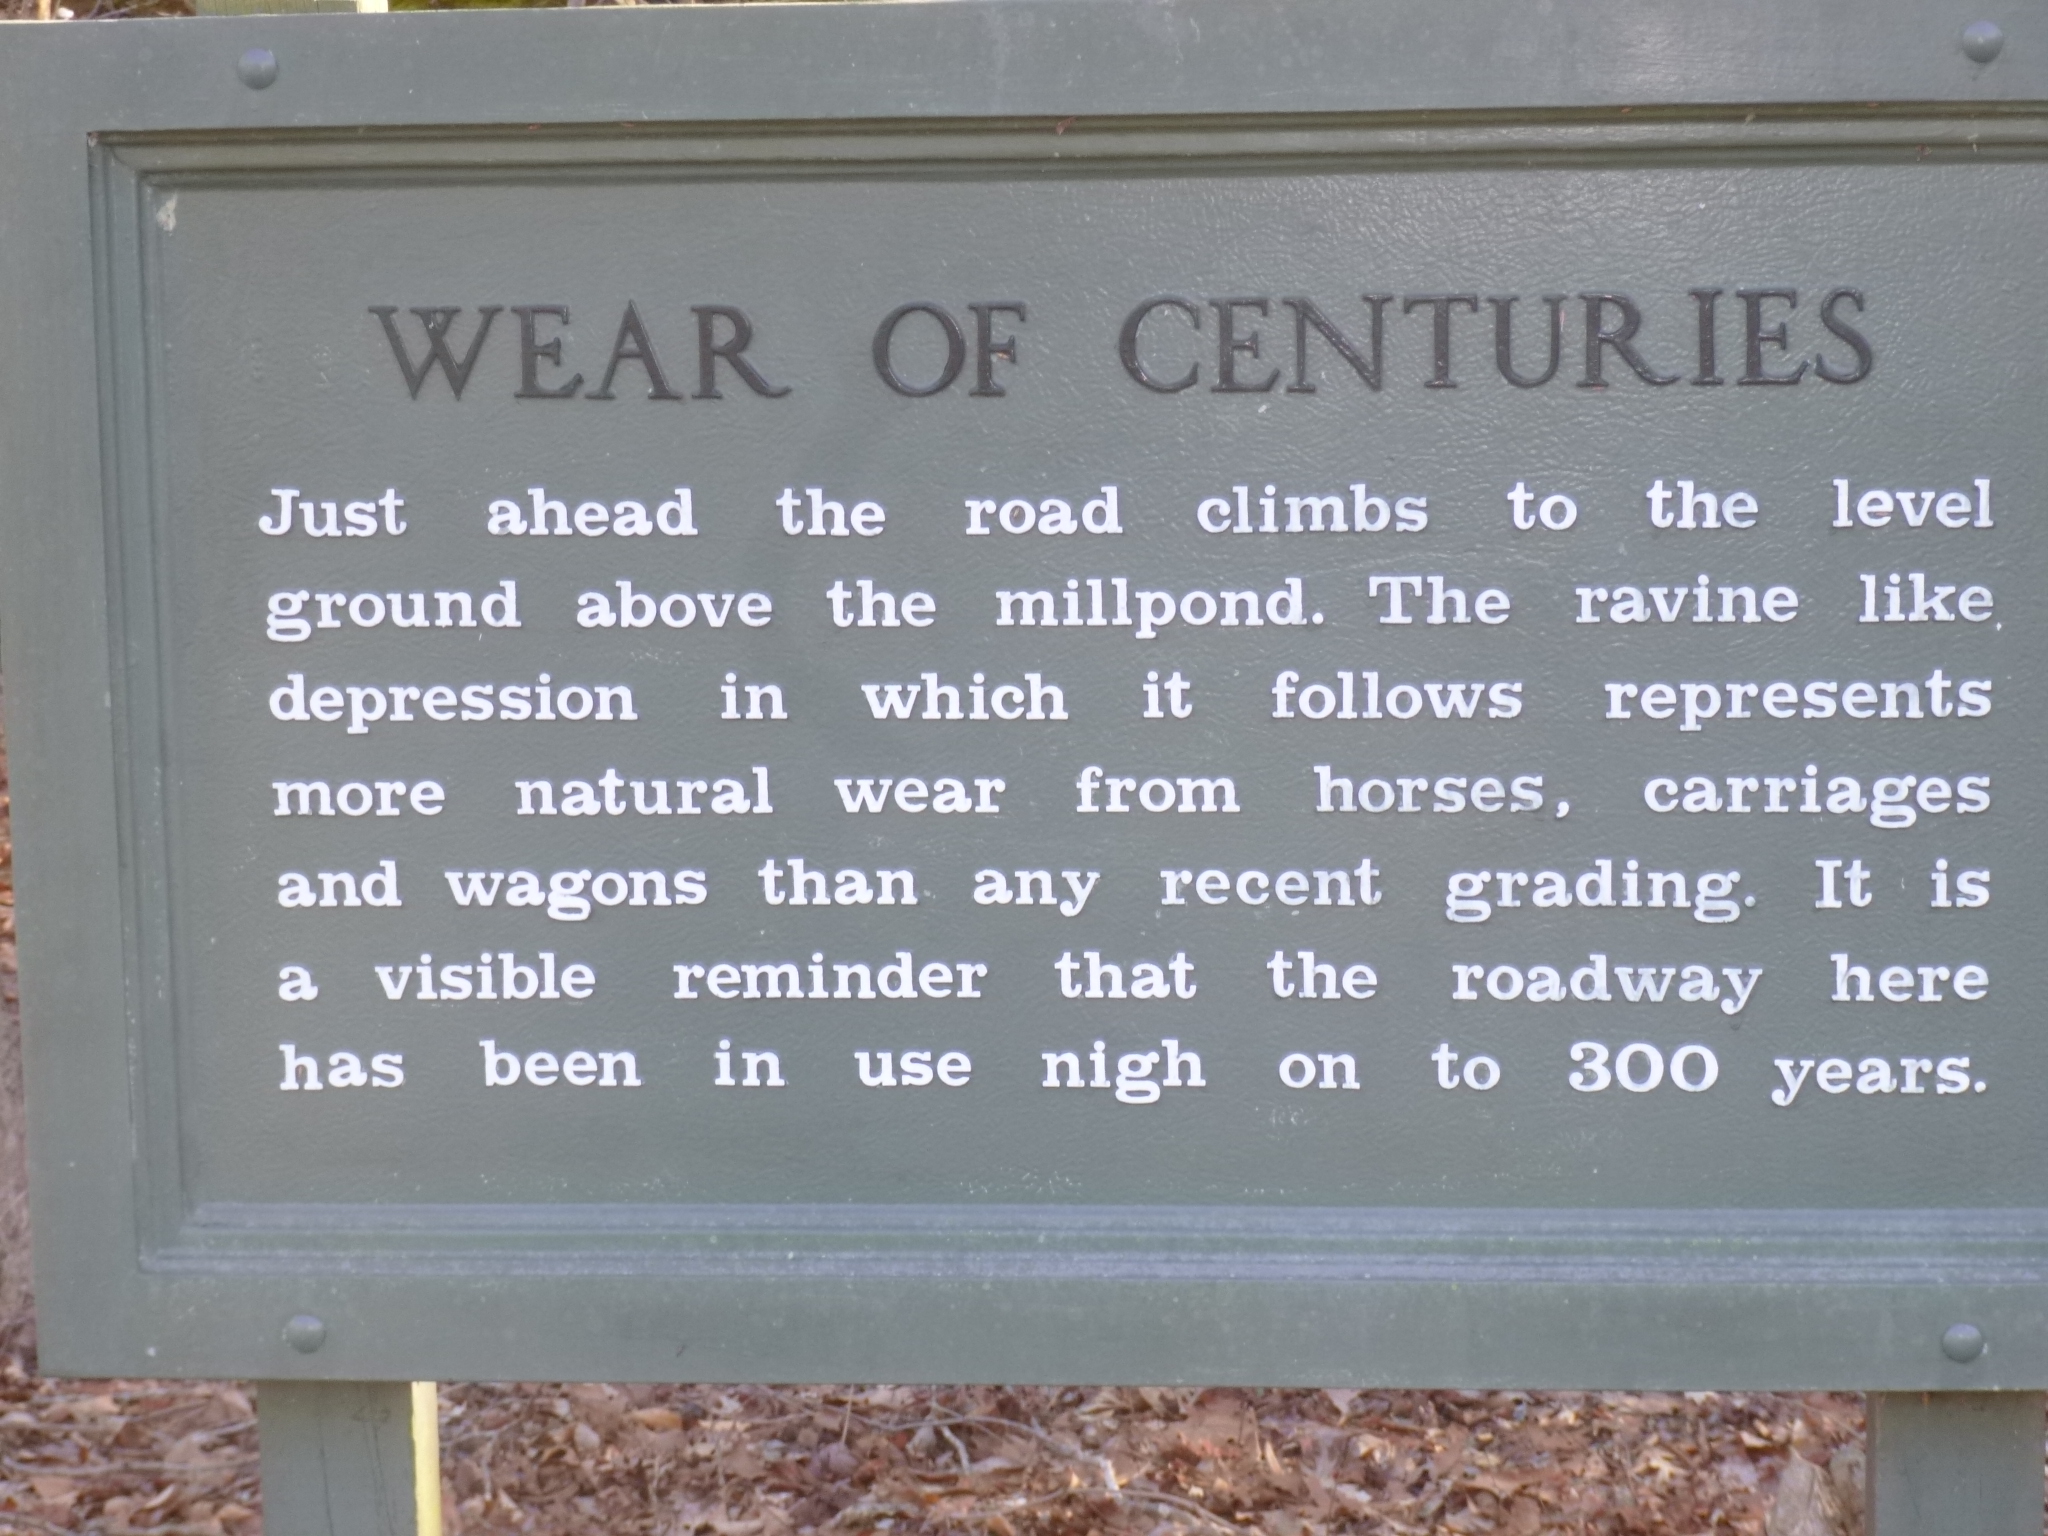 WEAR OF CENTURIES
Just ahead the road climbs to the level
ground above the millpond. The ravine like
depression in which it follows represents
more natural wear from horses, carriages
and wagons than any recent grading. It is
a visible reminder that the roadway here
has been in use nigh on to 300 years.